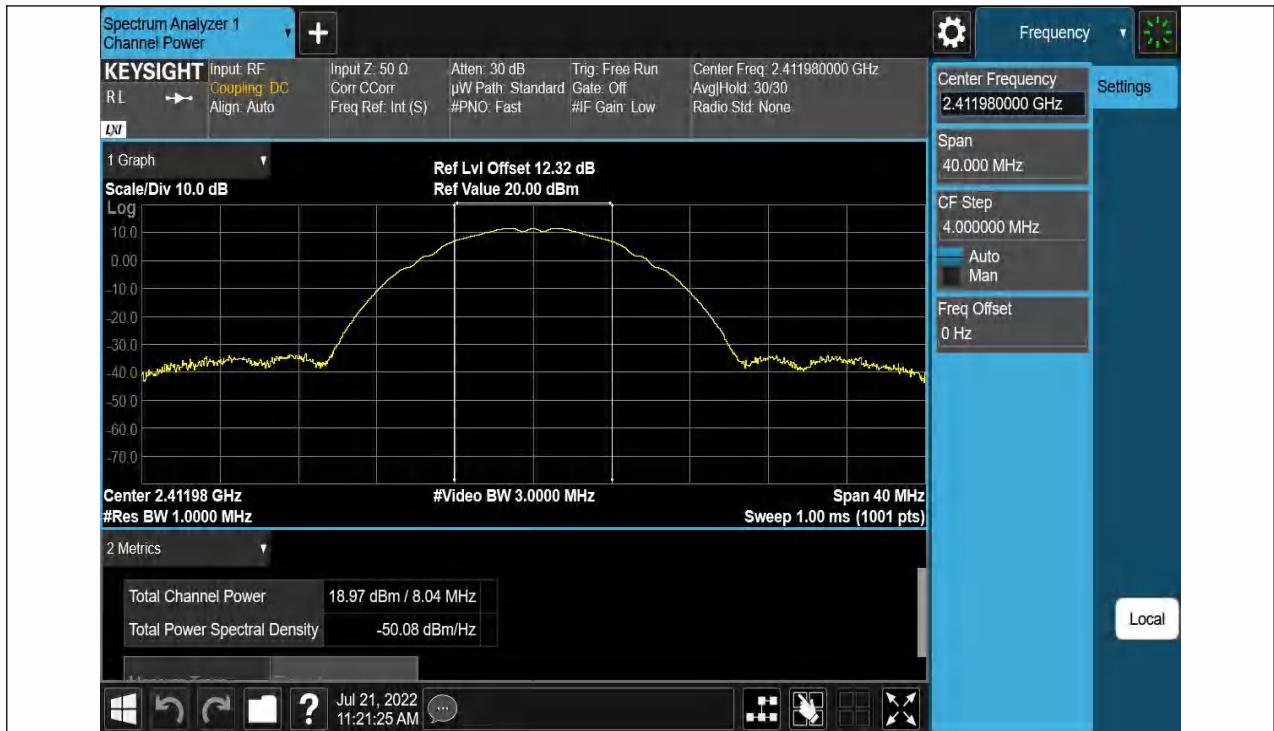 Spectrum Analyzer 1
Channel Power
+
Frequency
KEYSIGHT
RL
LXI
Input: RF
Coupling: DC
Align: Auto
Input Z: 50 Ω
Corr CCorr
Freq Ref: Int (S)
Atten: 30 dB
µW Path: Standard
#PNO: Fast
Trig: Free Run
Gate: Off
#IF Gain: Low
Center Freq: 2.411980000 GHz
Avg|Hold: 30/30
Radio Std: None
Center Frequency
2.411980000 GHz
Settings
Span
40.000 MHz
CF Step
4.000000 MHz
Auto
Man
Freq Offset
0 Hz
Local
1 Graph
Scale/Div 10.0 dB
Ref Lvl Offset 12.32 dB
Ref Value 20.00 dBm
Log
10.0
0.00
-10.0
-20.0
-30.0
-40.0
-50.0
-60.0
-70.0
Center 2.41198 GHz
#Video BW 3.0000 MHz
Span 40 MHz
#Res BW 1.0000 MHz
Sweep 1.00 ms (1001 pts)
2 Metrics
Total Channel Power 18.97 dBm / 8.04 MHz
Total Power Spectral Density -50.08 dBm/Hz
?
Jul 21, 2022
11:21:25 AM